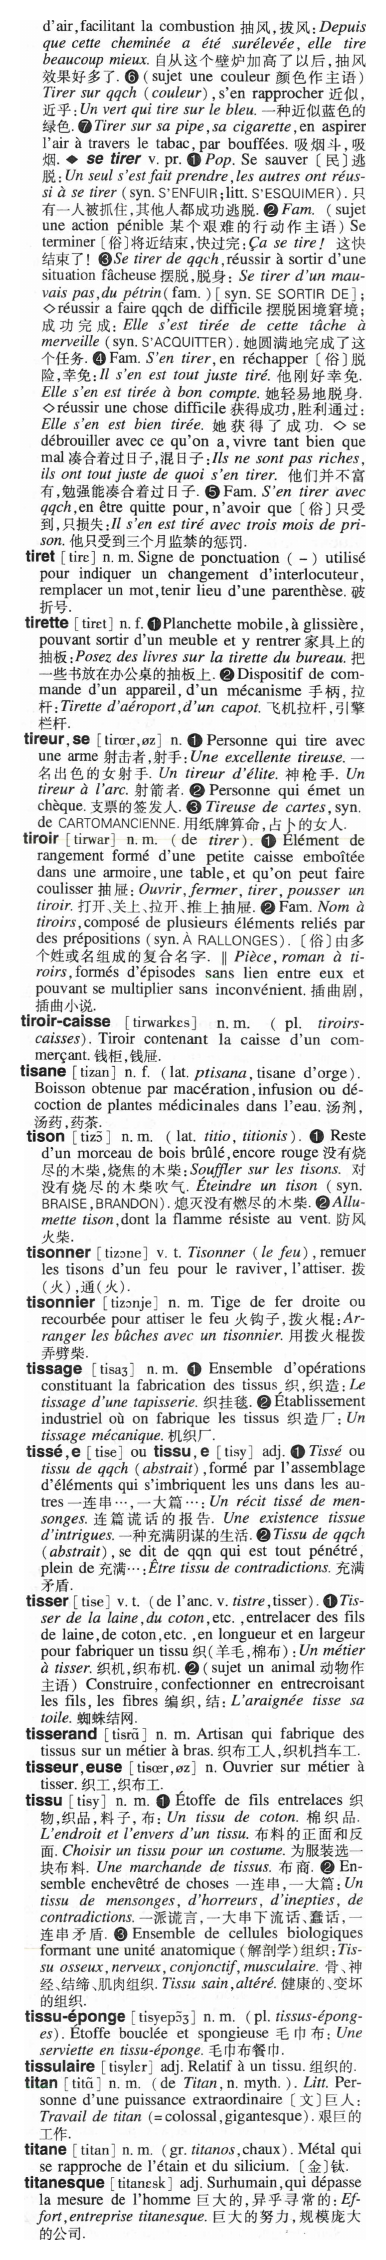 d'air,facilitant la combustion 抽风,拔风:Depuis
que cette cheminée a été surélevée, elle tire
beaucoup mieux. 自从这个壁炉加高了以后,抽风
效果好多了. ❻ (sujet une couleur 颜色作主语)
Tirer sur qqch (couleur),s'en rapprocher 近似,
近乎:Un vert qui tire sur le bleu. 一种近似蓝色的
绿色. ❼Tirer sur sa pipe,sa cigarette,en aspirer
l'air à travers le tabac,par bouffées. 吸烟斗,吸
烟. ◆ se tirer v. pr. ❶ Pop. Se sauver〔民〕逃
脱:Un seul s'est fait prendre,les autres ont réus-
si à se tirer (syn. S'ENFUIR;litt. S'ESQUIMER). 只
有一人被抓住,其他人都成功逃脱. ❷Fam. (sujet
une action pénible 某个艰难的行动作主语) Se
terminer〔俗〕将近结束,快过完:Ça se tire! 这快
结束了! ❸Se tirer de qqch,réussir à sortir d'une
situation fâcheuse 摆脱,脱身: Se tirer d'un mau-
vais pas,du pétrin(fam.)[syn. SE SORTIR DE];
◇réussir a faire qqch de difficile 摆脱困境窘境;
成功完成: Elle s'est tirée de cette tâche à
merveille (syn. S'ACQUITTER). 她圆满地完成了这
个任务. ❹Fam. S'en tirer,en réchapper〔俗〕脱
险,幸免:Il s'en est tout juste tiré. 他刚好幸免.
Elle s'en est tirée à bon compte. 她轻易地脱身.
◇réussir une chose difficile 获得成功,胜利通过:
Elle s'en est bien tirée. 她获得了成功. ◇ se
débrouiller avec ce qu'on a,vivre tant bien que
mal 凑合着过日子,混日子:Ils ne sont pas riches,
ils ont tout juste de quoi s'en tirer. 他们并不富
有,勉强能凑合着过日子. ❺Fam. S'en tirer avec
qqch,en être quitte pour,n'avoir que〔俗〕只受
到,只损失:Il s'en est tiré avec trois mois de pri-
son. 他只受到三个月监禁的惩罚.
tiret [tirɛ] n. m. Signe de ponctuation (–) utilisé
pour indiquer un changement d'interlocuteur,
remplacer un mot,tenir lieu d'une parenthèse. 破
折号.
tirette [tirɛt] n. f. ❶Planchette mobile,à glissière,
pouvant sortir d'un meuble et y rentrer 家具上的
抽板:Posez des livres sur la tirette du bureau. 把
一些书放在办公桌的抽板上. ❷Dispositif de com-
mande d'un appareil,d'un mécanisme 手柄,拉
杆:Tirette d'aéroport,d'un capot. 飞机拉杆,引擎
栏杆.
tireur,se [tirœr,øz] n. ❶ Personne qui tire avec
une arme 射击者,射手:Une excellente tireuse. 一
名出色的女射手. Un tireur d'élite. 神枪手. Un
tireur à l'arc. 射箭者. ❷ Personne qui émet un
chèque. 支票的签发人. ❸ Tireuse de cartes,syn.
de CARTOMANCIENNE. 用纸牌算命,占卜的女人.
tiroir [tirwar] n. m. (de tirer). ❶ Élément de
rangement formé d'une petite caisse emboîtée
dans une armoire,une table,et qu'on peut faire
coulisser 抽屉:Ouvrir,fermer,tirer,pousser un
tiroir. 打开、关上、拉开、推上抽屉. ❷Fam. Nom à
tiroirs,composé de plusieurs éléments reliés par
des prépositions (syn. À RALLONGES).〔俗〕由多
个姓或名组成的复合名字. ‖ Pièce,roman à ti-
roirs,formés d'épisodes sans lien entre eux et
pouvant se multiplier sans inconvénient. 插曲剧,
插曲小说.
tiroir-caisse [tirwarkɛs] n. m. (pl. tiroirs-
caisses). Tiroir contenant la caisse d'un com-
merçant. 钱柜,钱屉.
tisane [tizan] n. f. (lat. ptisana,tisane d'orge).
Boisson obtenue par macération,infusion ou dé-
coction de plantes médicinales dans l'eau. 汤剂,
汤药,药茶.
tison [tizɔ̃] n. m. (lat. titio, titionis). ❶ Reste
d'un morceau de bois brûlé,encore rouge 没有烧
尽的木柴,烧焦的木柴:Souffler sur les tisons. 对
没有烧尽的木柴吹气. Éteindre un tison (syn.
BRAISE,BRANDON). 熄灭没有燃尽的木柴. ❷Allu-
mette tison,dont la flamme résiste au vent. 防风
火柴.
tisonner [tizɔne] v. t. Tisonner (le feu),remuer
les tisons d'un feu pour le raviver,l'attiser. 拨
(火),通(火).
tisonnier [tizɔnje] n. m. Tige de fer droite ou
recourbée pour attiser le feu 火钩子,拨火棍:Ar-
ranger les bûches avec un tisonnier. 用拨火棍拨
弄劈柴.
tissage [tisaʒ] n. m. ❶ Ensemble d'opérations
constituant la fabrication des tissus 织,织造:Le
tissage d'une tapisserie. 织挂毯. ❷Établissement
industriel où on fabrique les tissus 织造厂: Un
tissage mécanique. 机织厂.
tissé,e [tise] ou tissu,e [tisy] adj. ❶Tissé ou
tissu de qqch (abstrait),formé par l'assemblage
d'éléments qui s'imbriquent les uns dans les au-
tres 一连串…,一大篇…: Un récit tissé de men-
songes. 连篇谎话的报告. Une existence tissue
d'intrigues. 一种充满阴谋的生活. ❷Tissu de qqch
(abstrait),se dit de qqn qui est tout pénétré,
plein de 充满…:Être tissu de contradictions. 充满
矛盾.
tisser [tise] v. t. (de l'anc. v. tistre,tisser). ❶Tis-
ser de la laine,du coton,etc. ,entrelacer des fils
de laine,de coton,etc. ,en longueur et en largeur
pour fabriquer un tissu 织(羊毛,棉布):Un métier
à tisser. 织机,织布机. ❷(sujet un animal 动物作
主语) Construire,confectionner en entrecroisant
les fils,les fibres 编织,结: L'araignée tisse sa
toile. 蜘蛛结网.
tisserand [tisrɑ̃] n. m. Artisan qui fabrique des
tissus sur un métier à bras. 织布工人,织机挡车工.
tisseur,euse [tisœr,øz] n. Ouvrier sur métier à
tisser. 织工,织布工.
tissu [tisy] n. m. ❶ Étoffe de fils entrelaces 织
物,织品,料子,布: Un tissu de coton. 棉织品.
L'endroit et l'envers d'un tissu. 布料的正面和反
面. Choisir un tissu pour un costume. 为服装选一
块布料. Une marchande de tissus. 布商. ❷ En-
semble enchevêtré de choses 一连串,一大篇: Un
tissu de mensonges, d'horreurs, d'inepties, de
contradictions. 一派谎言,一大串下流话、蠢话,一
连串矛盾. ❸ Ensemble de cellules biologiques
formant une unité anatomique (解剖学)组织:Tis-
su osseux,nerveux,conjonctif,musculaire. 骨、神
经、结缔、肌肉组织. Tissu sain,altéré. 健康的、变坏
的组织.
tissu-éponge [tisyepɔ̃ʒ] n. m. (pl. tissus-épong-
es). Étoffe bouclée et spongieuse 毛巾布: Une
serviette en tissu-éponge. 毛巾布餐巾.
tissulaire [tisylɛr] adj. Relatif à un tissu. 组织的.
titan [titɑ̃] n. m. (de Titan,n. myth.). Litt. Per-
sonne d'une puissance extraordinaire〔文〕巨人:
Travail de titan (=colossal,gigantesque). 艰巨的
工作.
titane [titan] n. m. (gr. titanos,chaux). Métal qui
se rapproche de l'étain et du silicium.〔金〕钛.
titanesque [titanɛsk] adj. Surhumain,qui dépasse
la mesure de l'homme 巨大的,异乎寻常的:Ef-
fort,entreprise titanesque. 巨大的努力,规模庞大
的公司.